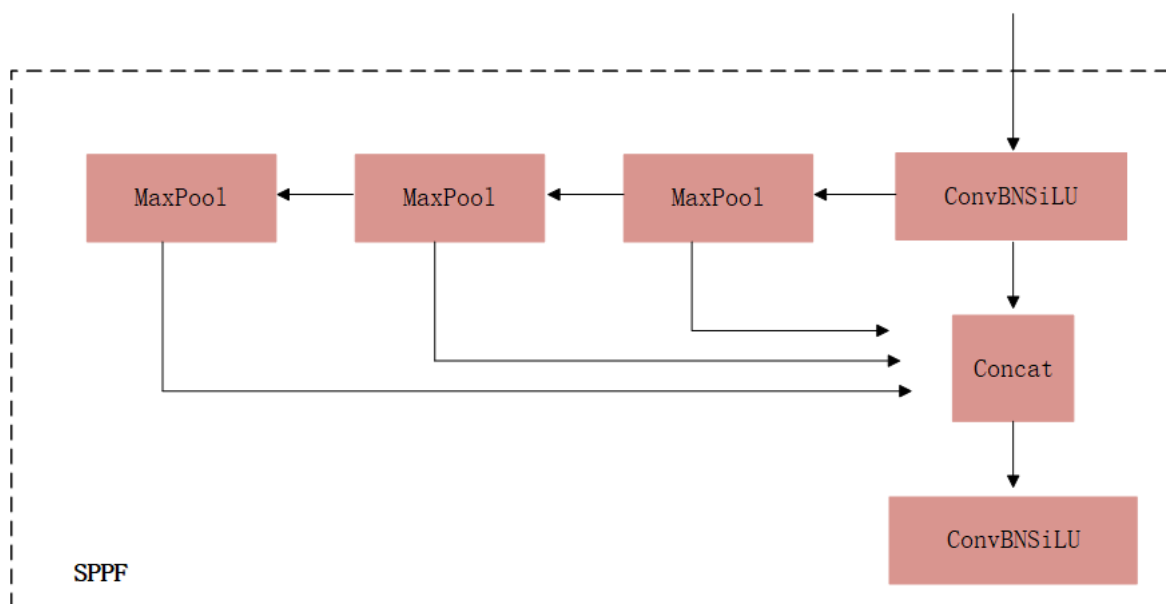 MaxPool
MaxPool
MaxPool
ConvBNSiLU
Concat
ConvBNSiLU
SPPF